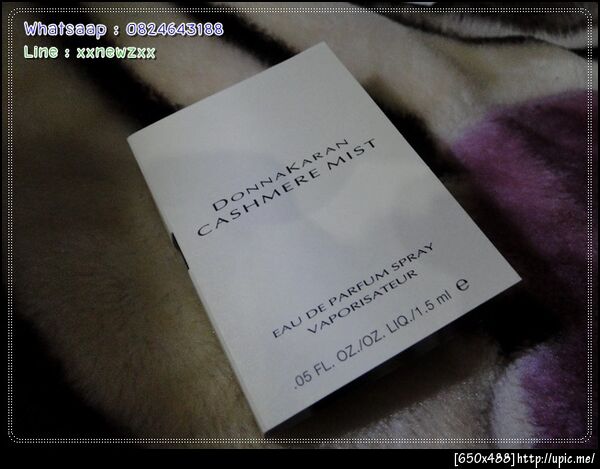 Whatsaap : 0824643188
Line : xxnewzxx
DONNAKARAN
CASHMERE MIST
EAU DE PARFUM SPRAY
VAPORISATEUR
.05 FL. OZ./OZ. LIQ./1.5 ml e
[650x488]http://upic.me/